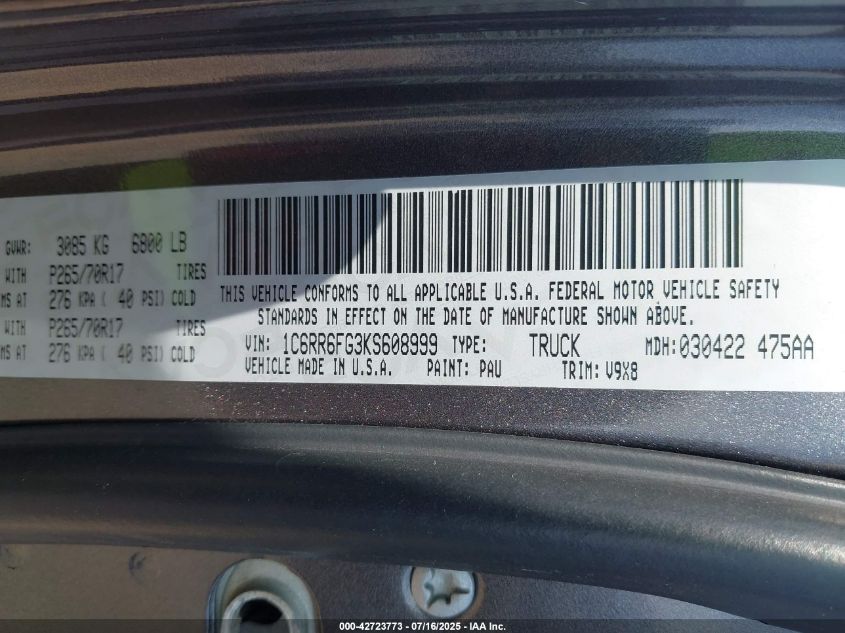 GVWR: 3085 KG 6800 LB
WITH P265/70R17 TIRES
MS AT 276 KPA ( 40 PSI) COLD
WITH P265/70R17 TIRES
MS AT 276 KPA ( 40 PSI) COLD
THIS VEHICLE CONFORMS TO ALL APPLICABLE U.S.A. FEDERAL MOTOR VEHICLE SAFETY
STANDARDS IN EFFECT ON THE DATE OF MANUFACTURE SHOWN ABOVE.
VIN: 1C6RR6FG3KS608999 TYPE: TRUCK MDH:030422 475AA
VEHICLE MADE IN U.S.A. PAINT: PAU TRIM: V9X8
000-42723773 - 07/16/2025 - IAA Inc.